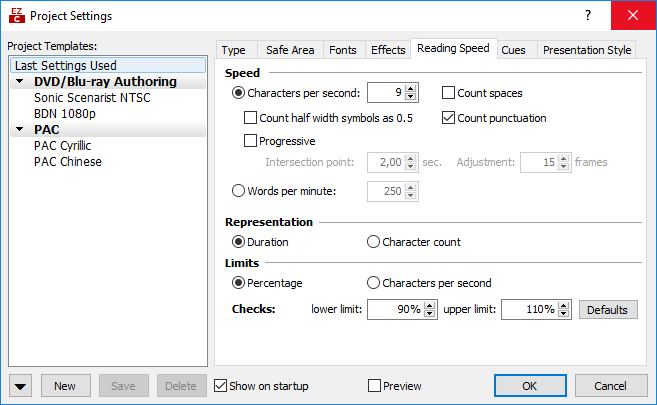 EZ C Project Settings ?
Project Templates:
Last Settings Used
DVD/Blu-ray Authoring
Sonic Scenarist NTSC
BDN 1080p
PAC
PAC Cyrillic
PAC Chinese
Type Safe Area Fonts Effects Reading Speed Cues Presentation Style
Speed
Characters per second: 9 Count spaces
Count half width symbols as 0.5 Count punctuation
Progressive
Intersection point: 2,00 sec. Adjustment: 15 frames
Words per minute: 250
Representation
Duration Character count
Limits
Percentage Characters per second
Checks: lower limit: 90% upper limit: 110% Defaults
New Save Delete Show on startup Preview OK Cancel